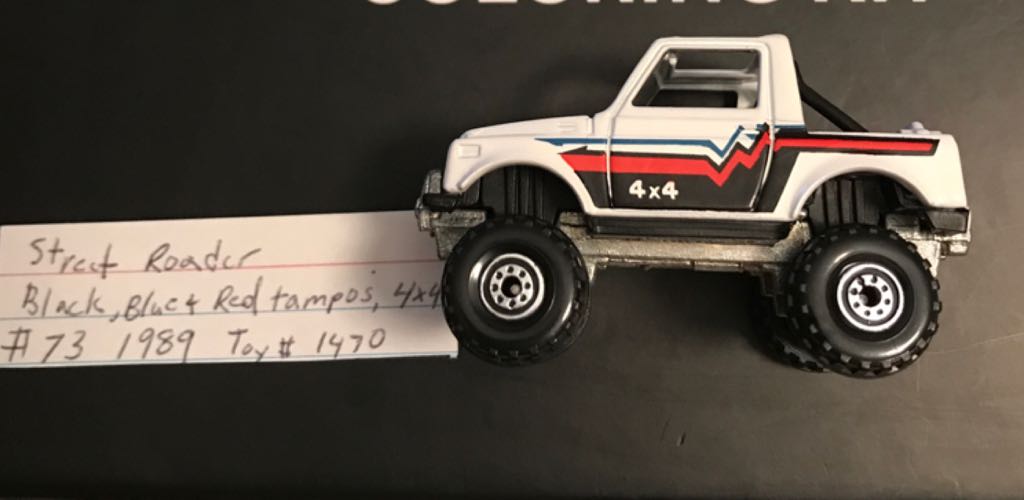 Street Roader
Black, Blue & Red tampos, 4x4
#73 1989 Toy# 1470
4x4